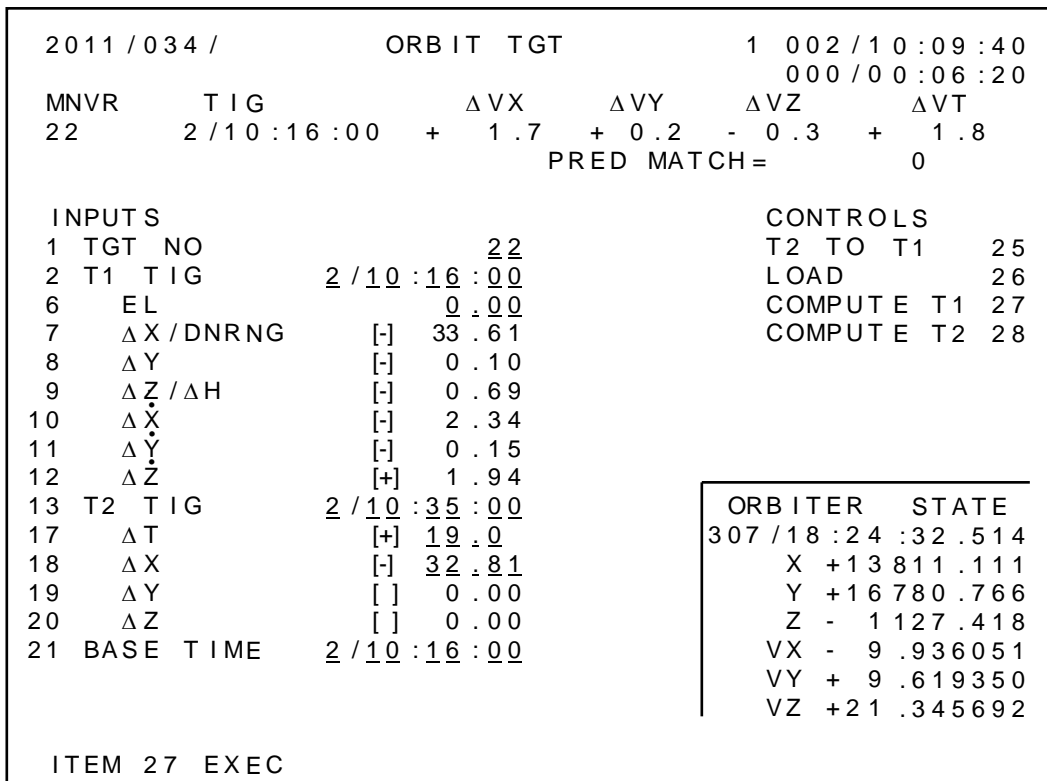 2011/034/ ORBIT TGT 1 002/10:09:40
000/00:06:20
MNVR TIG ΔVX ΔVY ΔVZ ΔVT
22 2/10:16:00 + 1.7 + 0.2 - 0.3 + 1.8
PRED MATCH= 0
INPUTS CONTROLS
1 TGT NO 22 T2 TO T1 25
2 T1 TIG 2/10:16:00 LOAD 26
6 EL 0.00 COMPUTE T1 27
7 ΔX/DNRNG [-] 33.61 COMPUTE T2 28
8 ΔY [-] 0.10
9 ΔZ/ΔH [-] 0.69
10 ΔẊ [-] 2.34
11 ΔẎ [-] 0.15
12 ΔŻ [+] 1.94
13 T2 TIG 2/10:35:00 ORBITER STATE
17 ΔT [+] 19.0 307/18:24:32.514
18 ΔX [-] 32.81 X +13811.111
19 ΔY [ ] 0.00 Y +16780.766
20 ΔZ [ ] 0.00 Z - 1127.418
21 BASE TIME 2/10:16:00 VX - 9.936051
VY + 9.619350
VZ +21.345692
ITEM 27 EXEC